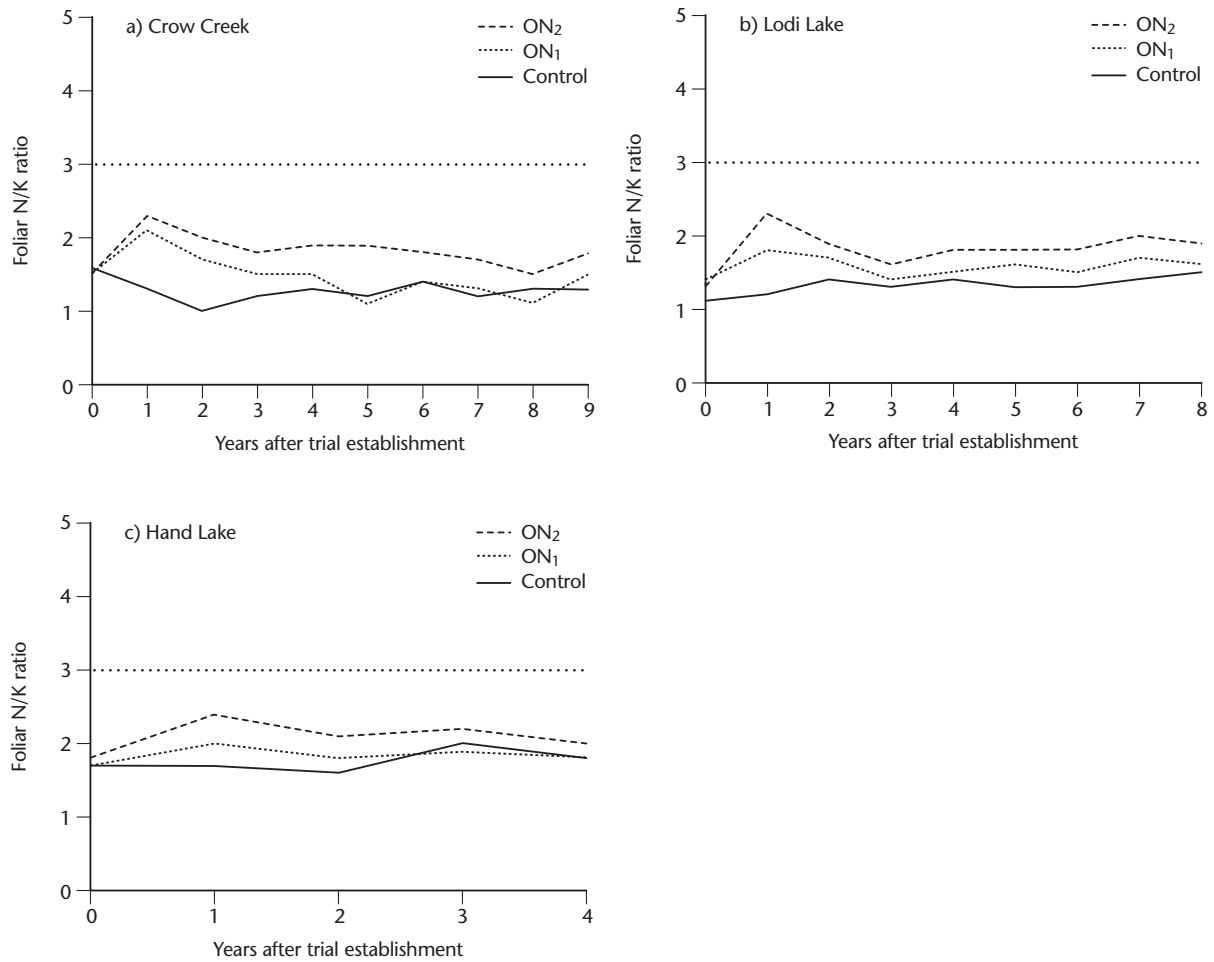 a) Crow Creek
ON2
ON1
Control
5
4
3
2
1
0
Foliar N/K ratio
0 1 2 3 4 5 6 7 8 9
Years after trial establishment
b) Lodi Lake
ON2
ON1
Control
5
4
3
2
1
0
Foliar N/K ratio
0 1 2 3 4 5 6 7 8
Years after trial establishment
c) Hand Lake
ON2
ON1
Control
5
4
3
2
1
0
Foliar N/K ratio
0 1 2 3 4
Years after trial establishment